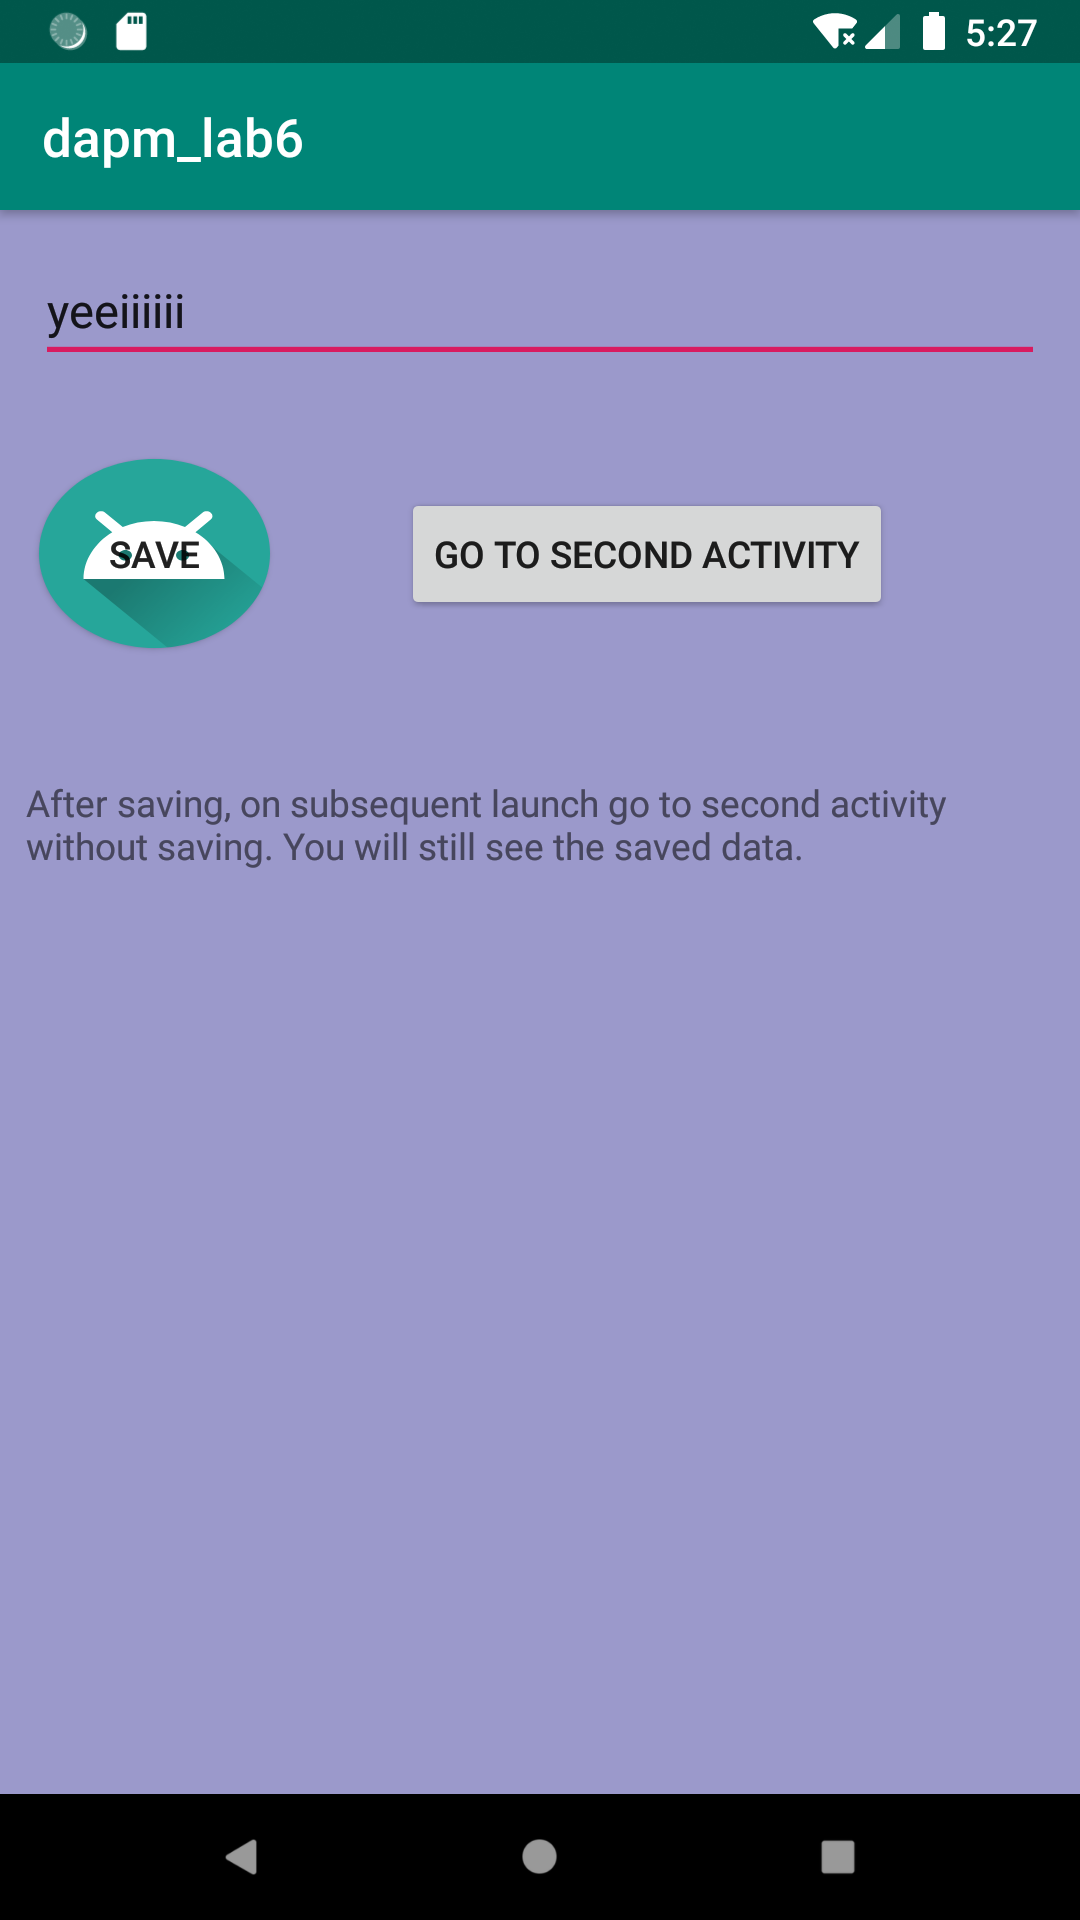 5:27
dapm_lab6
yeeiiiiii
SAVE
GO TO SECOND ACTIVITY
After saving, on subsequent launch go to second activity
without saving. You will still see the saved data.